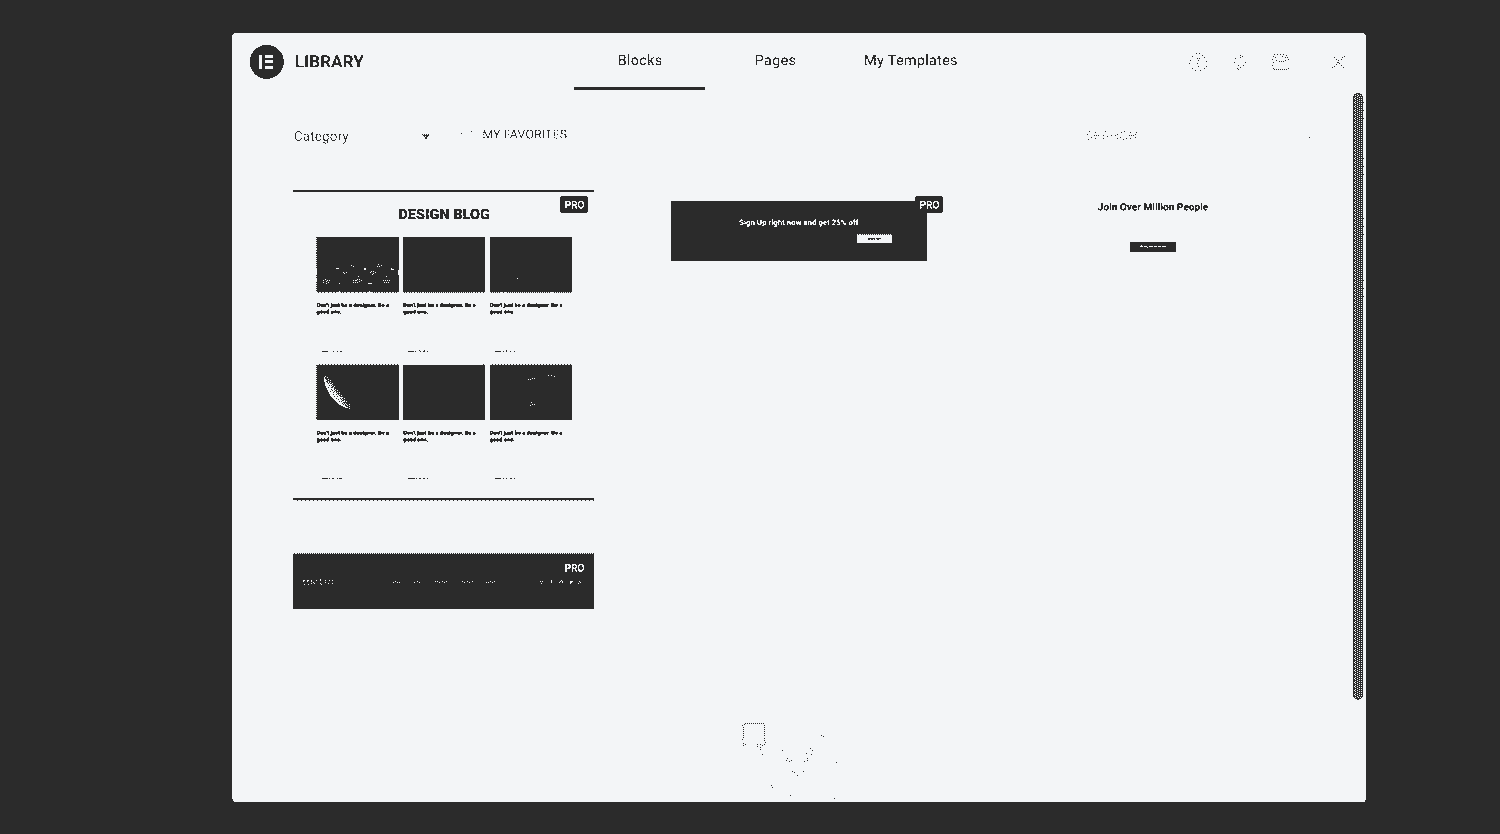 LIBRARY
Blocks
Pages
My Templates
Category
MY FAVORITES
SEARCH
PRO
DESIGN BLOG
Don't just be a designer. Be a
good one.
Don't just be a designer. Be a
good one.
Don't just be a designer. Be a
good one.
Don't just be a designer. Be a
good one.
Don't just be a designer. Be a
good one.
Don't just be a designer. Be a
good one.
PRO
Sign Up right now and get 25% off
Join Over Million People
PRO